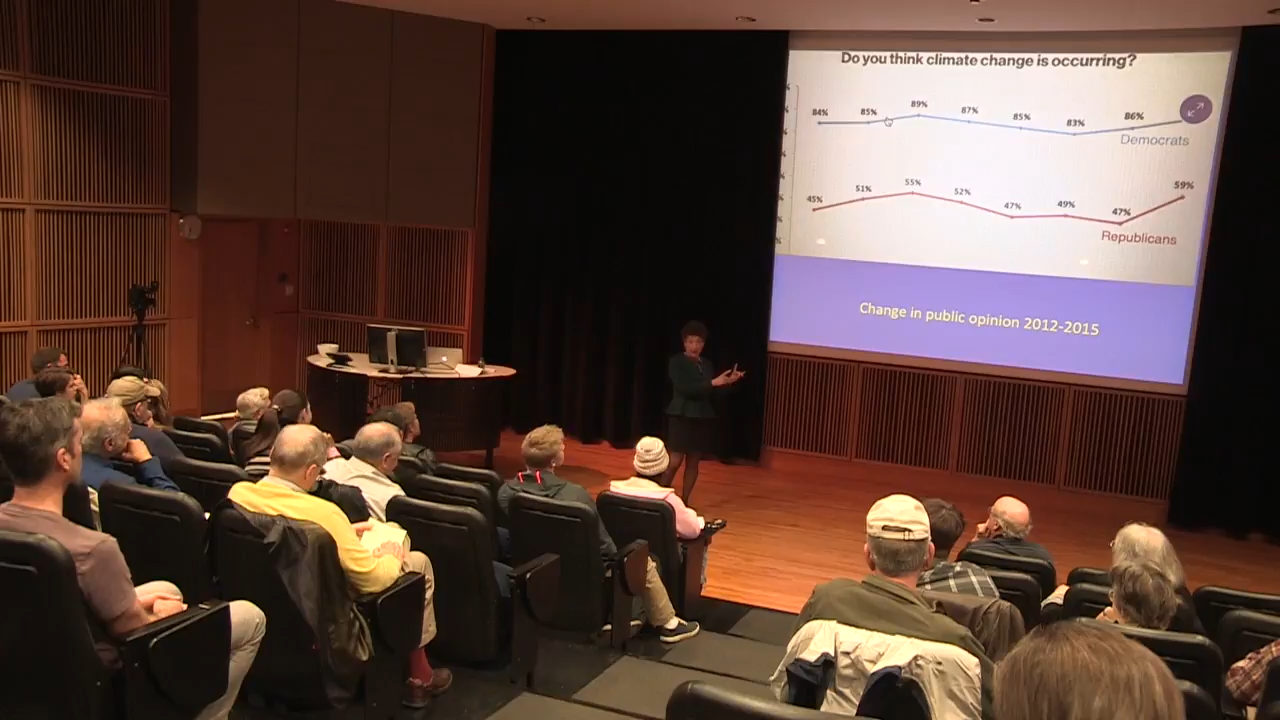 Do you think climate change is occurring?
84% 85% 89% 87% 85% 83% 86%
Democrats
45% 51% 55% 52% 47% 49% 47% 59%
Republicans
Change in public opinion 2012-2015